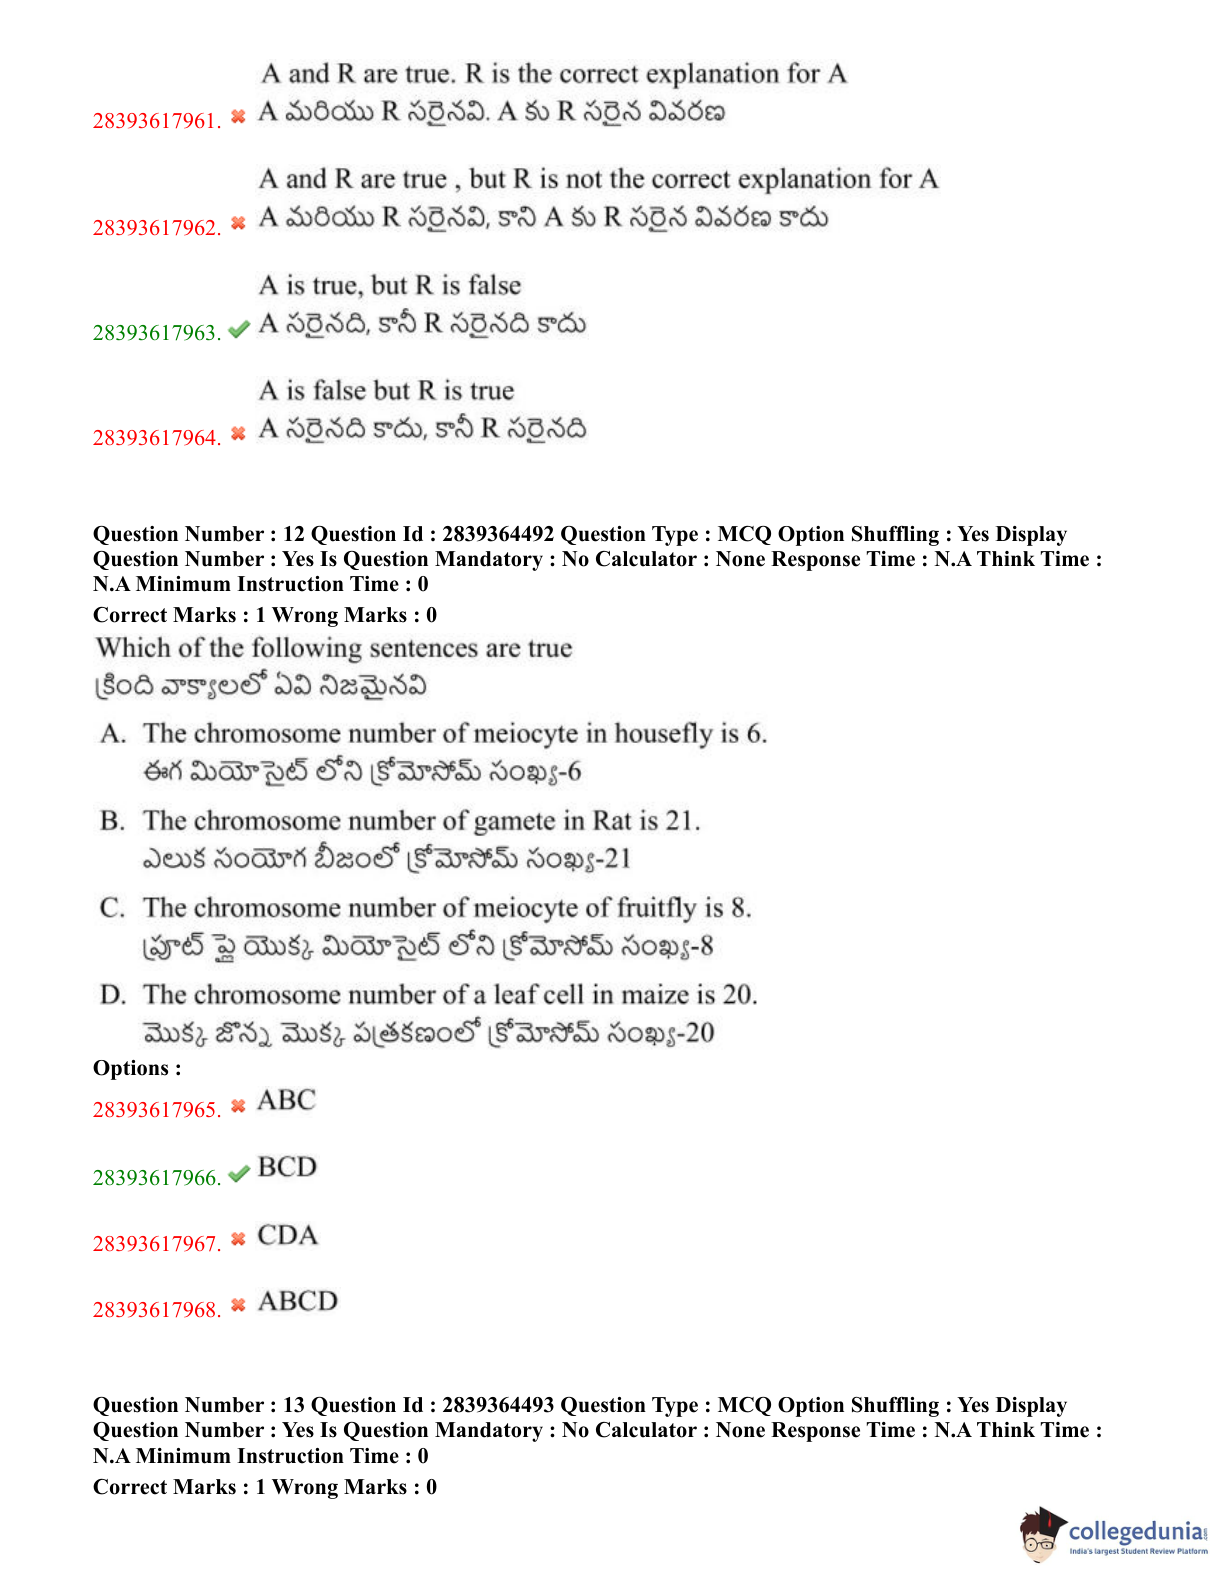 A and R are true. R is the correct explanation for A
28393617961. A మరియు R సరైనవి. A కు R సరైన వివరణ
A and R are true , but R is not the correct explanation for A
28393617962. A మరియు R సరైనవి, కాని A కు R సరైన వివరణ కాదు
A is true, but R is false
28393617963. A సరైనది, కానీ R సరైనది కాదు
A is false but R is true
28393617964. A సరైనది కాదు, కానీ R సరైనది
Question Number : 12 Question Id : 2839364492 Question Type : MCQ Option Shuffling : Yes Display
Question Number : Yes Is Question Mandatory : No Calculator : None Response Time : N.A Think Time :
N.A Minimum Instruction Time : 0
Correct Marks : 1 Wrong Marks : 0
Which of the following sentences are true
క్రింది వాక్యాలలో ఏవి నిజమైనవి
A. The chromosome number of meiocyte in housefly is 6.
ఈగ మియోసైట్ లోని క్రోమోసోమ్ సంఖ్య-6
B. The chromosome number of gamete in Rat is 21.
ఎలుక సంయోగ బీజంలో క్రోమోసోమ్ సంఖ్య-21
C. The chromosome number of meiocyte of fruitfly is 8.
ఫ్రూట్ ఫ్లై యొక్క మియోసైట్ లోని క్రోమోసోమ్ సంఖ్య-8
D. The chromosome number of a leaf cell in maize is 20.
మొక్క జొన్న మొక్క పత్రకణంలో క్రోమోసోమ్ సంఖ్య-20
Options :
28393617965. ABC
28393617966. BCD
28393617967. CDA
28393617968. ABCD
Question Number : 13 Question Id : 2839364493 Question Type : MCQ Option Shuffling : Yes Display
Question Number : Yes Is Question Mandatory : No Calculator : None Response Time : N.A Think Time :
N.A Minimum Instruction Time : 0
Correct Marks : 1 Wrong Marks : 0
collegedunia
India's largest Student Review Platform